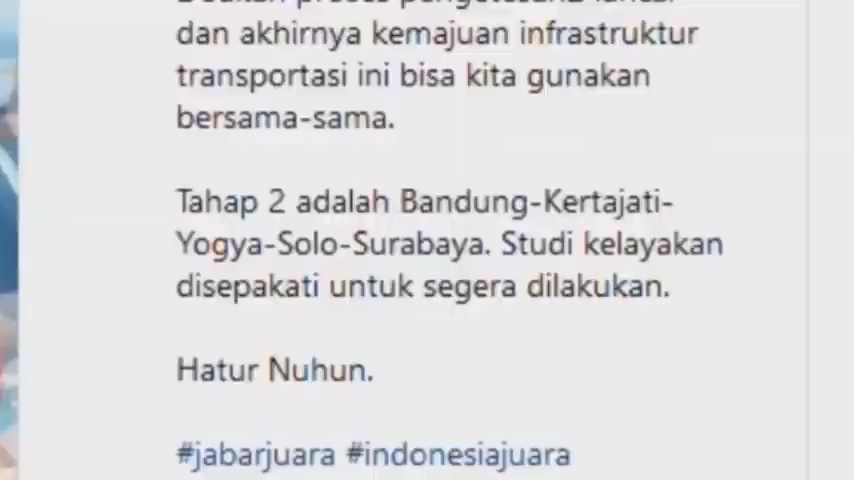 dan akhirnya kemajuan infrastruktur
transportasi ini bisa kita gunakan
bersama-sama.
Tahap 2 adalah Bandung-Kertajati-
Yogya-Solo-Surabaya. Studi kelayakan
disepakati untuk segera dilakukan.
Hatur Nuhun.
#jabarjuara #indonesiajuara